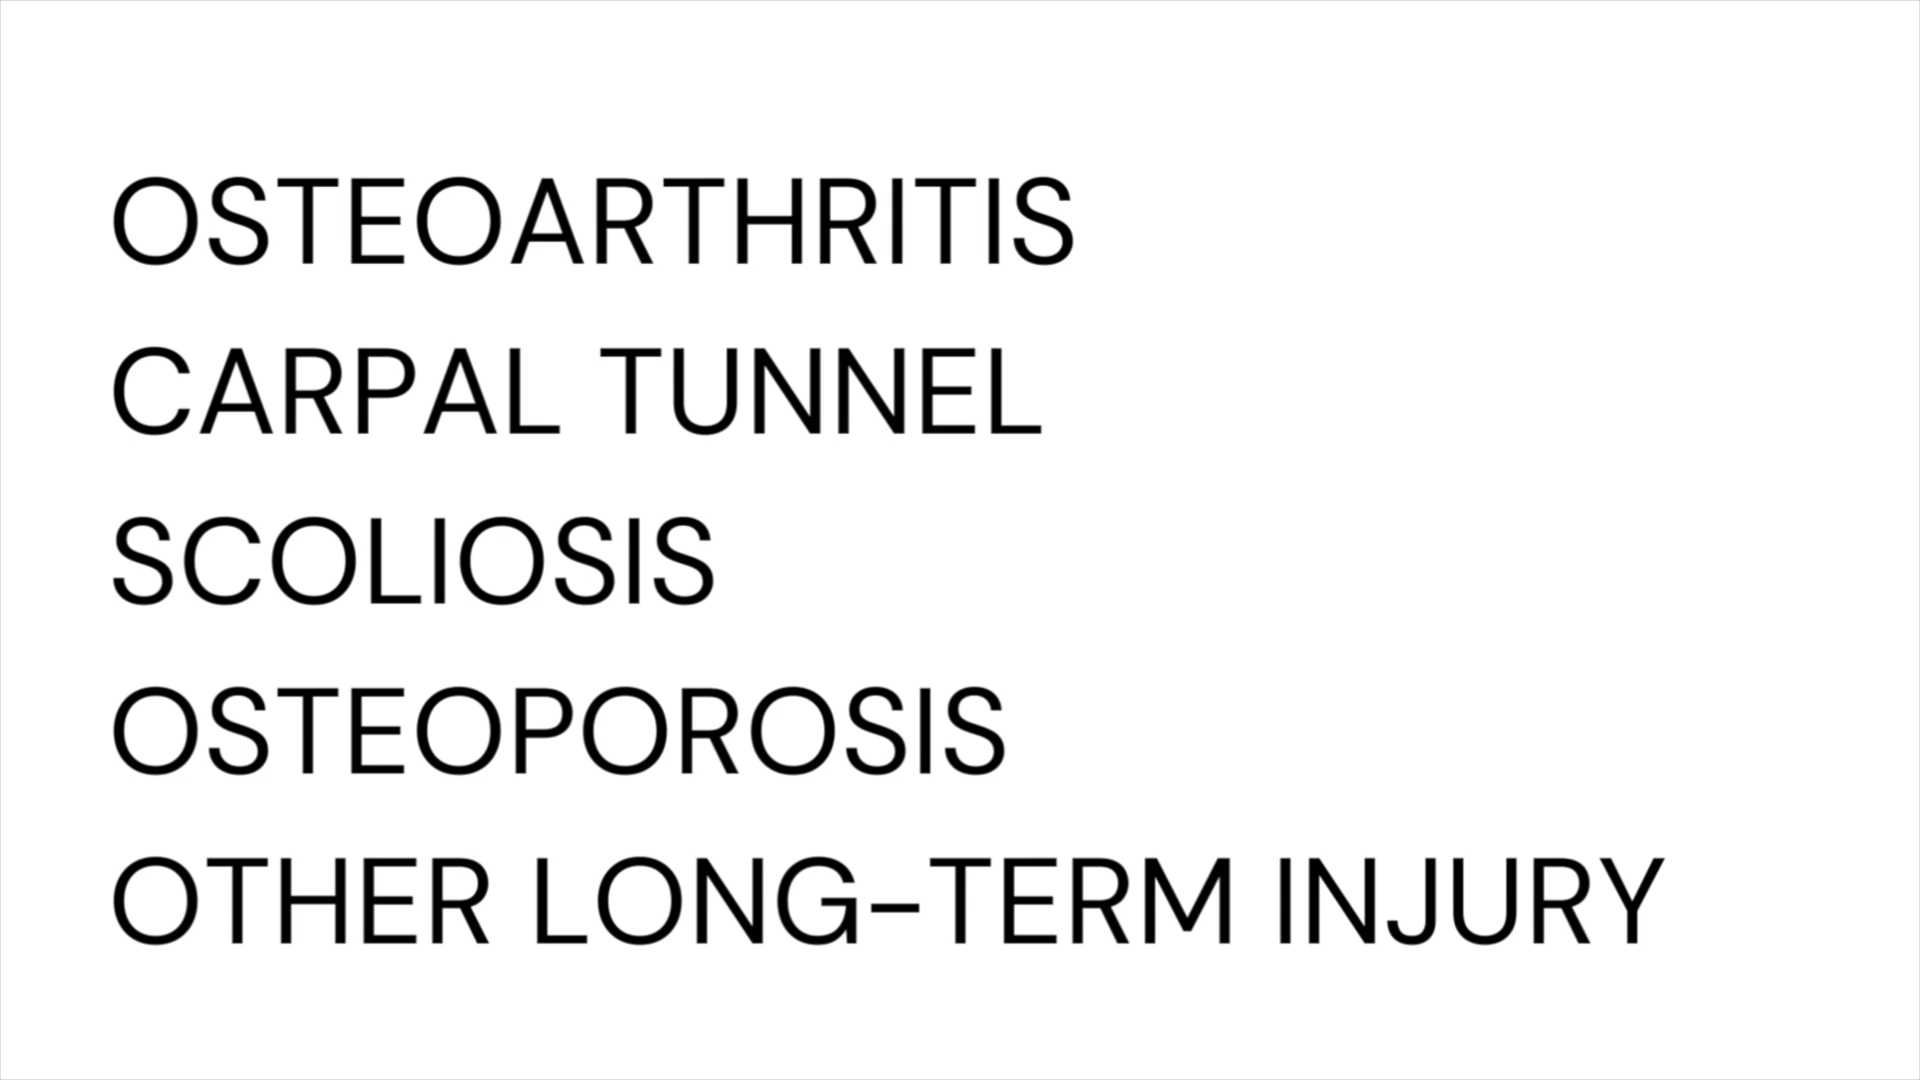 OSTEOARTHRITIS
CARPAL TUNNEL
SCOLIOSIS
OSTEOPOROSIS
OTHER LONG-TERM INJURY